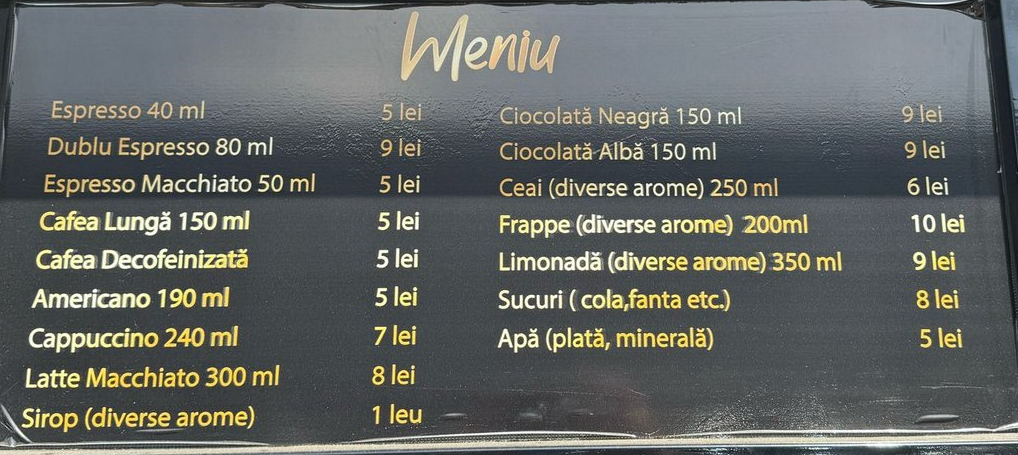 Meniu
Espresso 40 ml 5 lei
Dublu Espresso 80 ml 9 lei
Espresso Macchiato 50 ml 5 lei
Cafea Lungă 150 ml 5 lei
Cafea Decofeinizată 5 lei
Americano 190 ml 5 lei
Cappuccino 240 ml 7 lei
Latte Macchiato 300 ml 8 lei
Sirop (diverse arome) 1 leu
Ciocolată Neagră 150 ml 9 lei
Ciocolată Albă 150 ml 9 lei
Ceai (diverse arome) 250 ml 6 lei
Frappe (diverse arome) 200ml 10 lei
Limonadă (diverse arome) 350 ml 9 lei
Sucuri ( cola,fanta etc.) 8 lei
Apă (plată, minerală) 5 lei